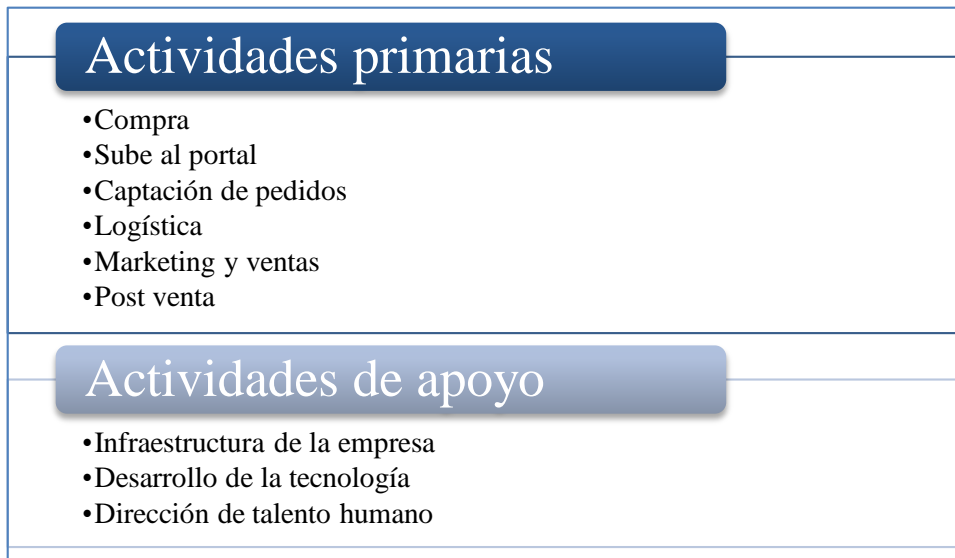 Actividades primarias
•Compra
•Sube al portal
•Captación de pedidos
•Logística
•Marketing y ventas
•Post venta
Actividades de apoyo
•Infraestructura de la empresa
•Desarrollo de la tecnología
•Dirección de talento humano